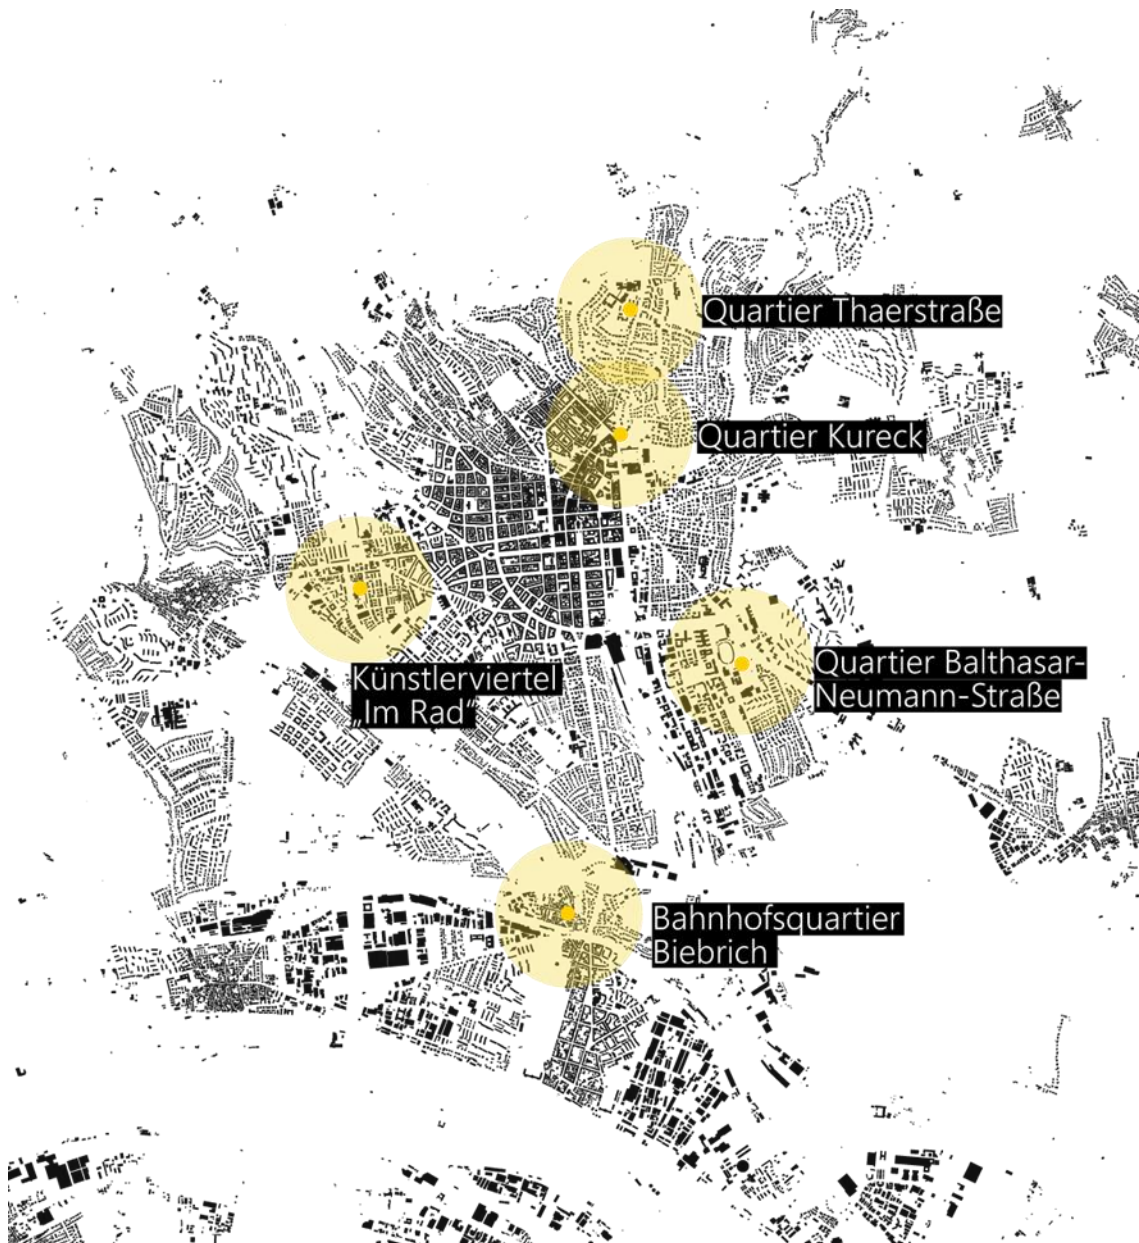 Quartier Thaerstraße
Quartier Kureck
Künstlerviertel
„Im Rad“
Quartier Balthasar-
Neumann-Straße
Bahnhofsquartier
Biebrich